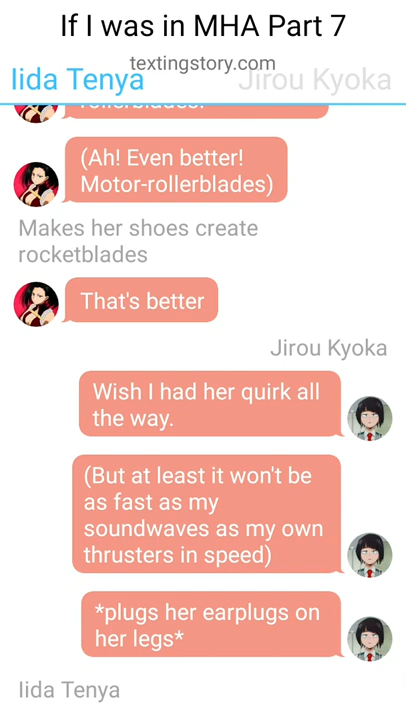 If I was in MHA Part 7
textingstory.com
Iida Tenya
Jirou Kyoka
rollerblades.
(Ah! Even better!
Motor-rollerblades)
Makes her shoes create
rocketblades
That's better
Jirou Kyoka
Wish I had her quirk all
the way.
(But at least it won't be
as fast as my
soundwaves as my own
thrusters in speed)
*plugs her earplugs on
her legs*
Iida Tenya